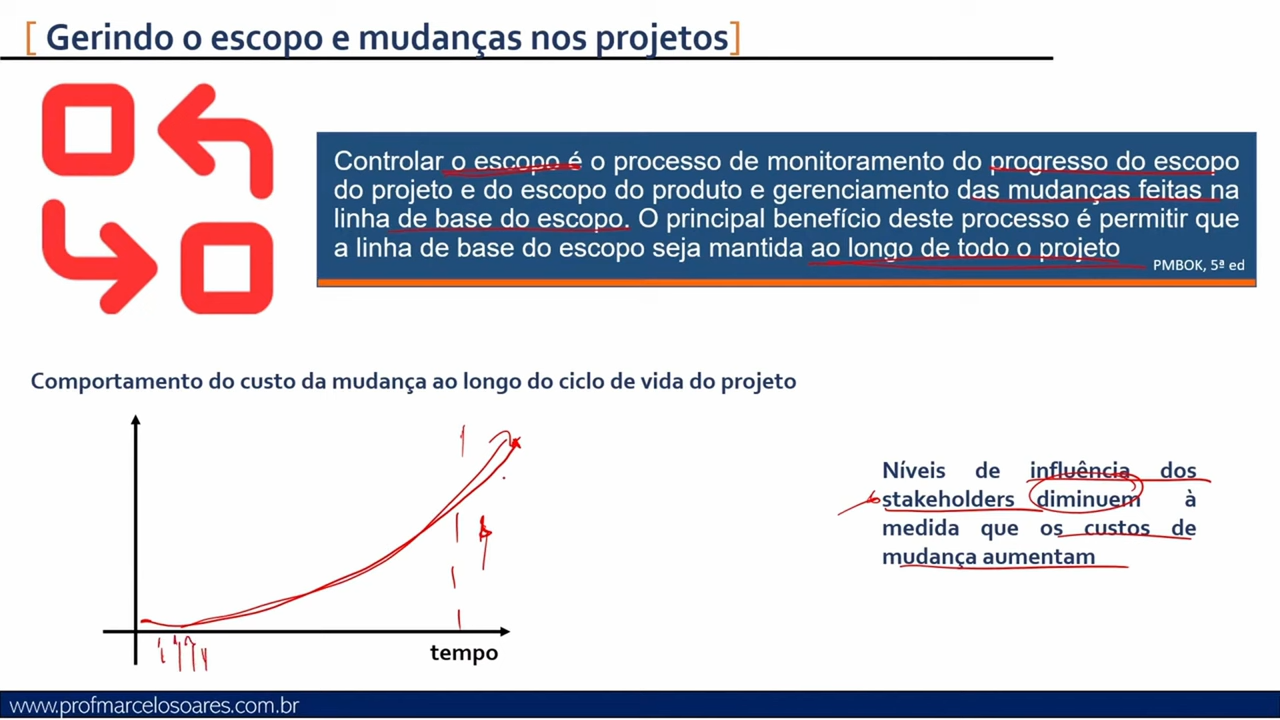 [ Gerindo o escopo e mudanças nos projetos]
Controlar o escopo é o processo de monitoramento do progresso do escopo
do projeto e do escopo do produto e gerenciamento das mudanças feitas na
linha de base do escopo. O principal benefício deste processo é permitir que
a linha de base do escopo seja mantida ao longo de todo o projeto
PMBOK, 5ª ed
Comportamento do custo da mudança ao longo do ciclo de vida do projeto
tempo
Níveis de influência dos
stakeholders diminuem à
medida que os custos de
mudança aumentam
www.profmarcelosoares.com.br